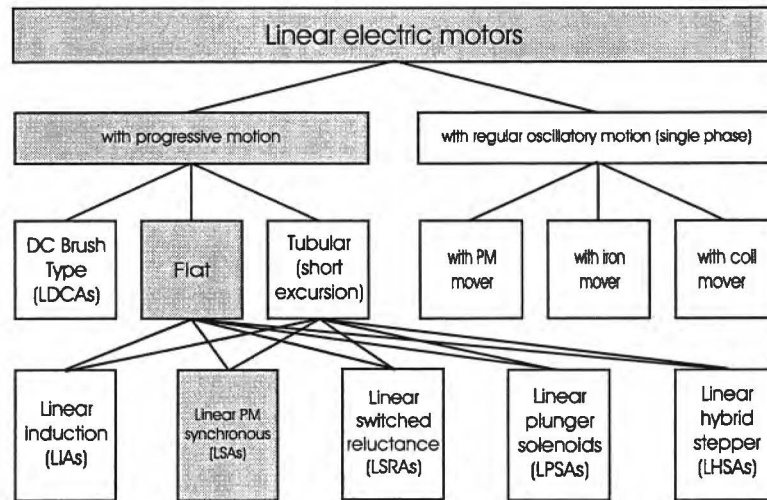 Linear electric motors
with progressive motion
with regular oscillatory motion (single phase)
DC Brush
Type
(LDCAs)
Flat
Tubular
(short
excursion)
with PM
mover
with iron
mover
with coil
mover
Linear
induction
(LIAs)
Linear PM
synchronous
(LSAs)
Linear
switched
reluctance
(LSRAs)
Linear
plunger
solenoids
(LPSAs)
Linear
hybrid
stepper
(LHSAs)